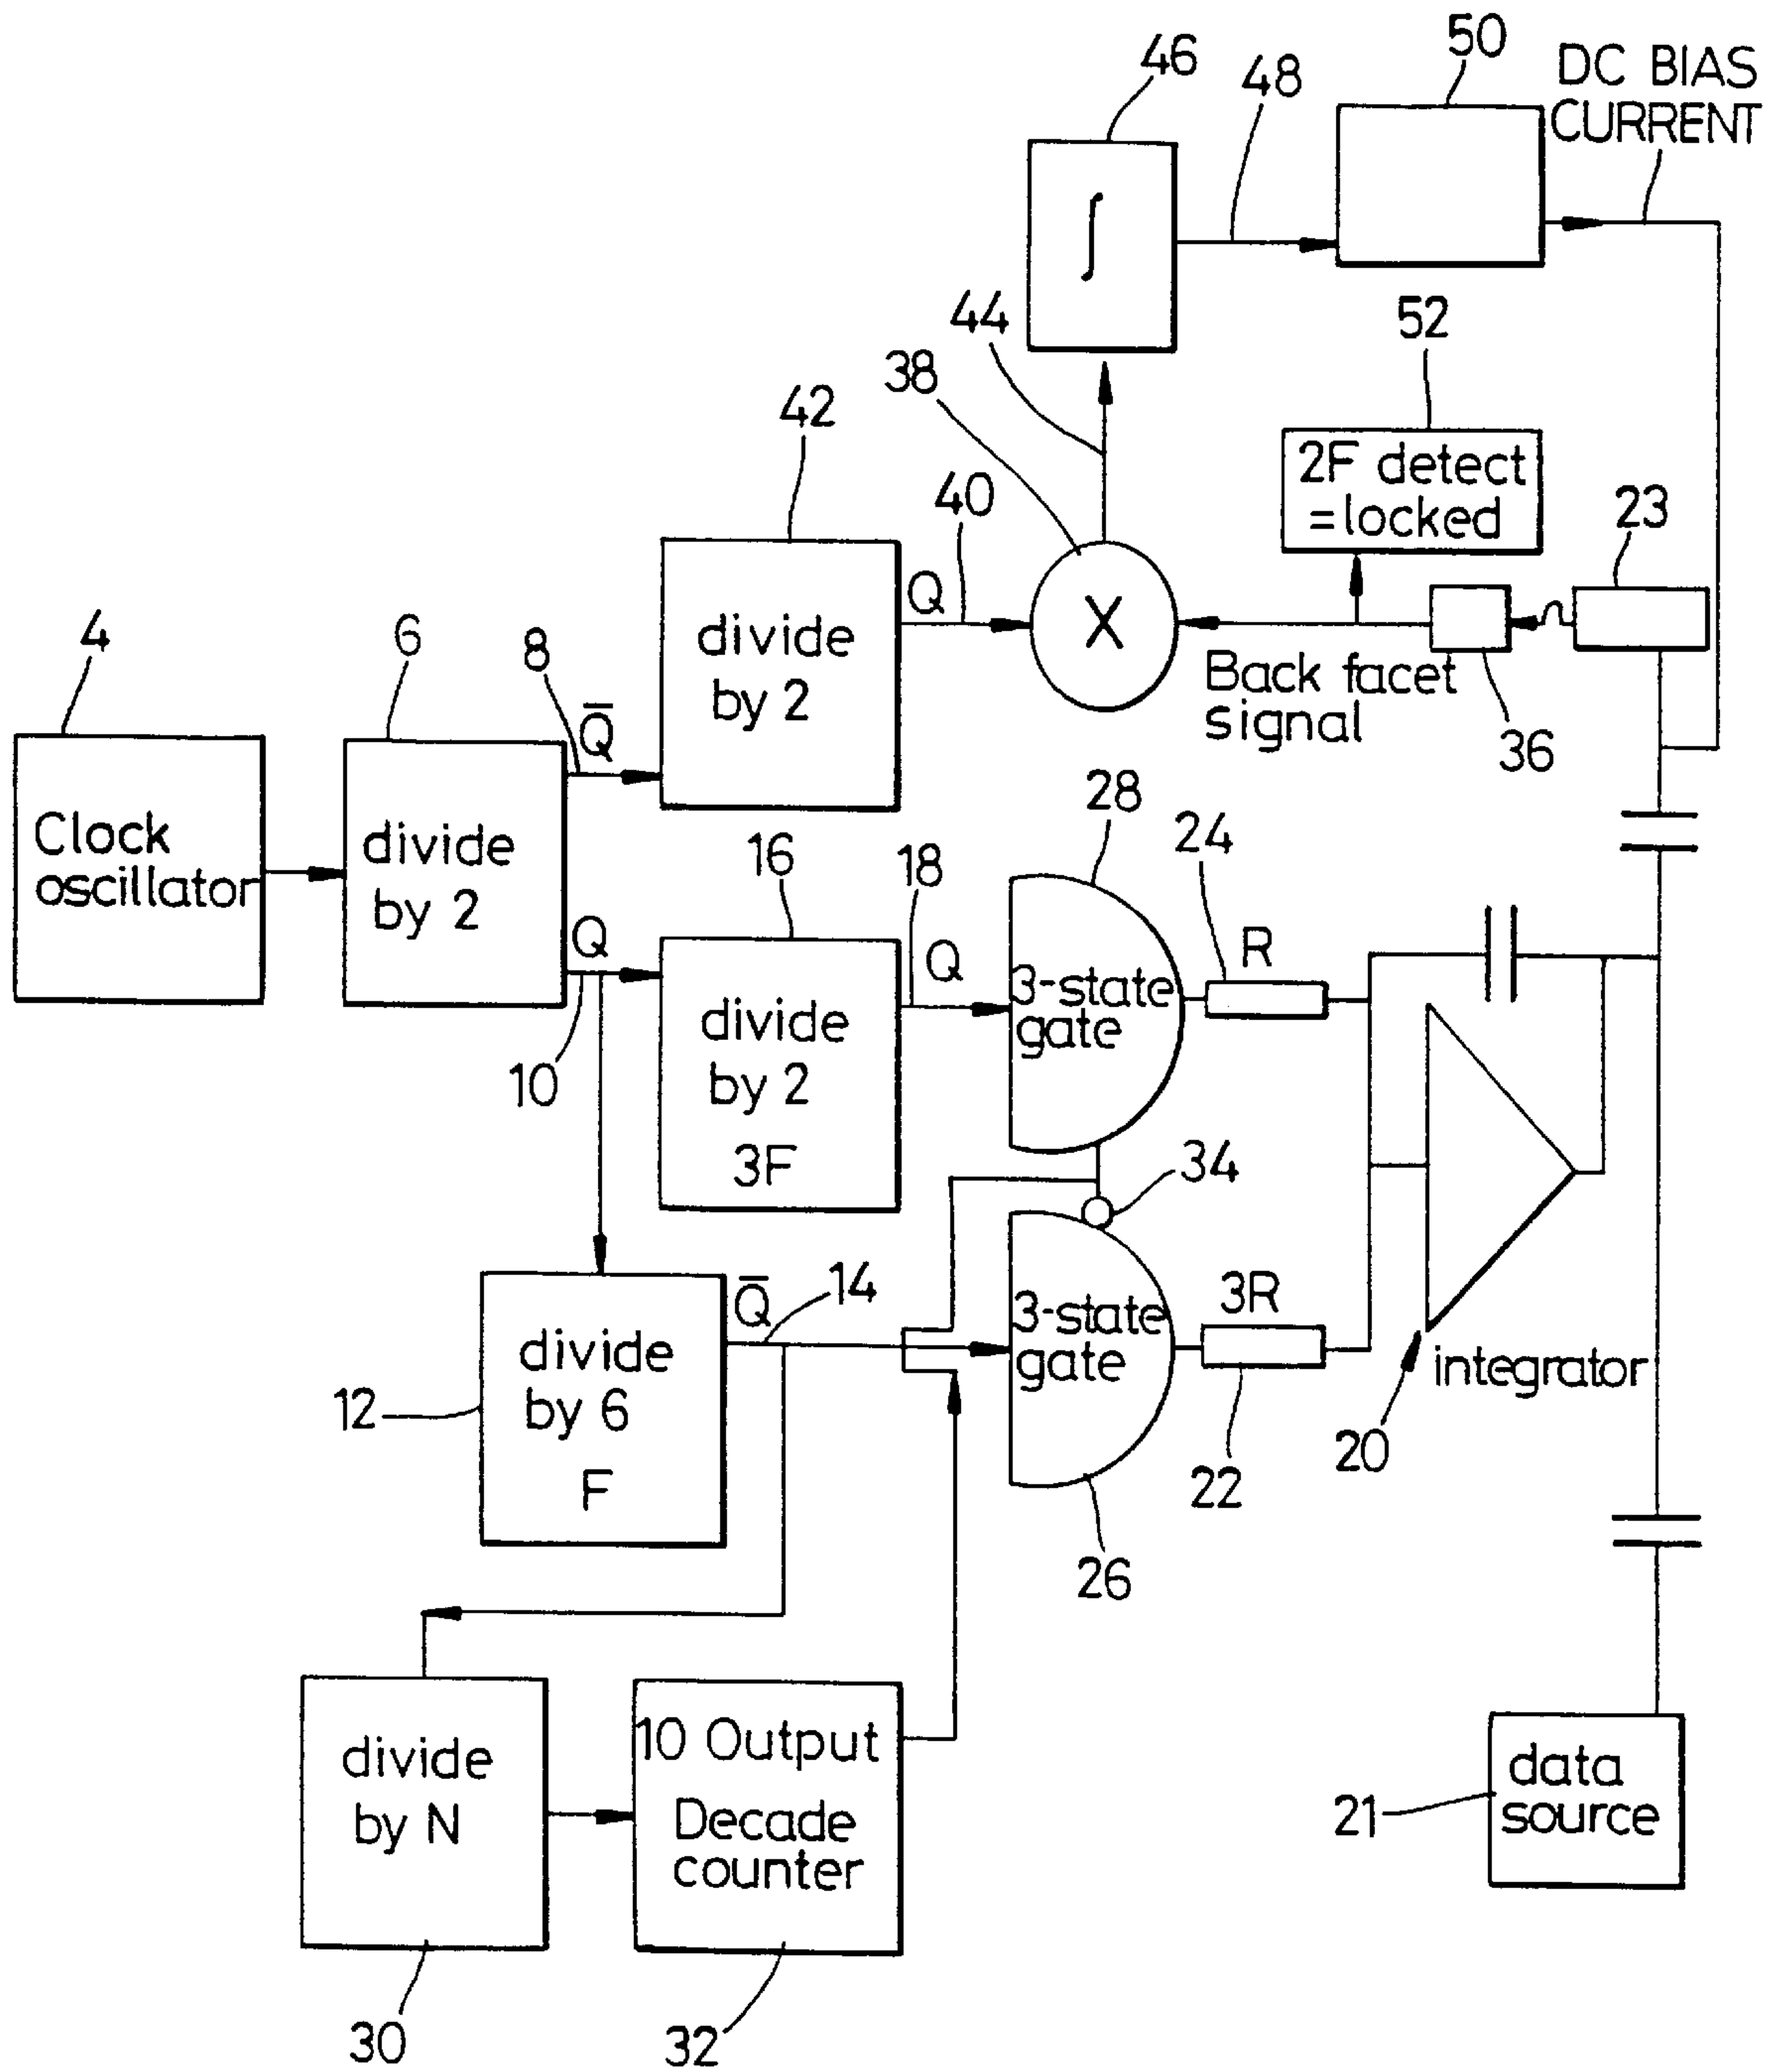 50
DC BIAS
CURRENT
46
48
∫
44
52
38
42
2F detect
=locked
40
23
Q
divide
by 2
X
4
6
8
Q̅
Back facet
signal
36
28
Clock
oscillator
divide
by 2
16
18
24
Q
Q
R
3-state
gate
divide
by 2
3F
10
34
Q̅
14
3R
3-state
gate
divide
by 6
F
12
integrator
20
22
26
10 Output
Decade
counter
divide
by N
data
source
21
30
32